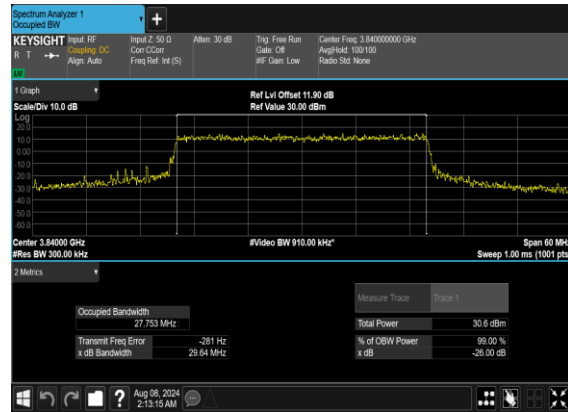 Spectrum Analyzer 1
Occupied BW
+
KEYSIGHT Input: RF Input Z: 50 Ω Atten: 30 dB Trig: Free Run Center Freq: 3.840000000 GHz
R T Coupling: DC Corr CCorr Gate: Off Avg|Hold: 100/100
Align: Auto Freq Ref: Int (S) #IF Gain: Low Radio Std: None
1 Graph Ref Lvl Offset 11.90 dB
Scale/Div 10.0 dB Ref Value 30.00 dBm
Log
20.0
10.0
0.00
-10.0
-20.0
-30.0
-40.0
-50.0
-60.0
Center 3.84000 GHz #Video BW 910.00 kHz* Span 60 MHz
#Res BW 300.00 kHz Sweep 1.00 ms (1001 pts
2 Metrics
Measure Trace Trace 1
Occupied Bandwidth
27.753 MHz Total Power 30.6 dBm
Transmit Freq Error -281 Hz % of OBW Power 99.00 %
x dB Bandwidth 29.64 MHz x dB -26.00 dB
? Aug 08, 2024
2:13:15 AM